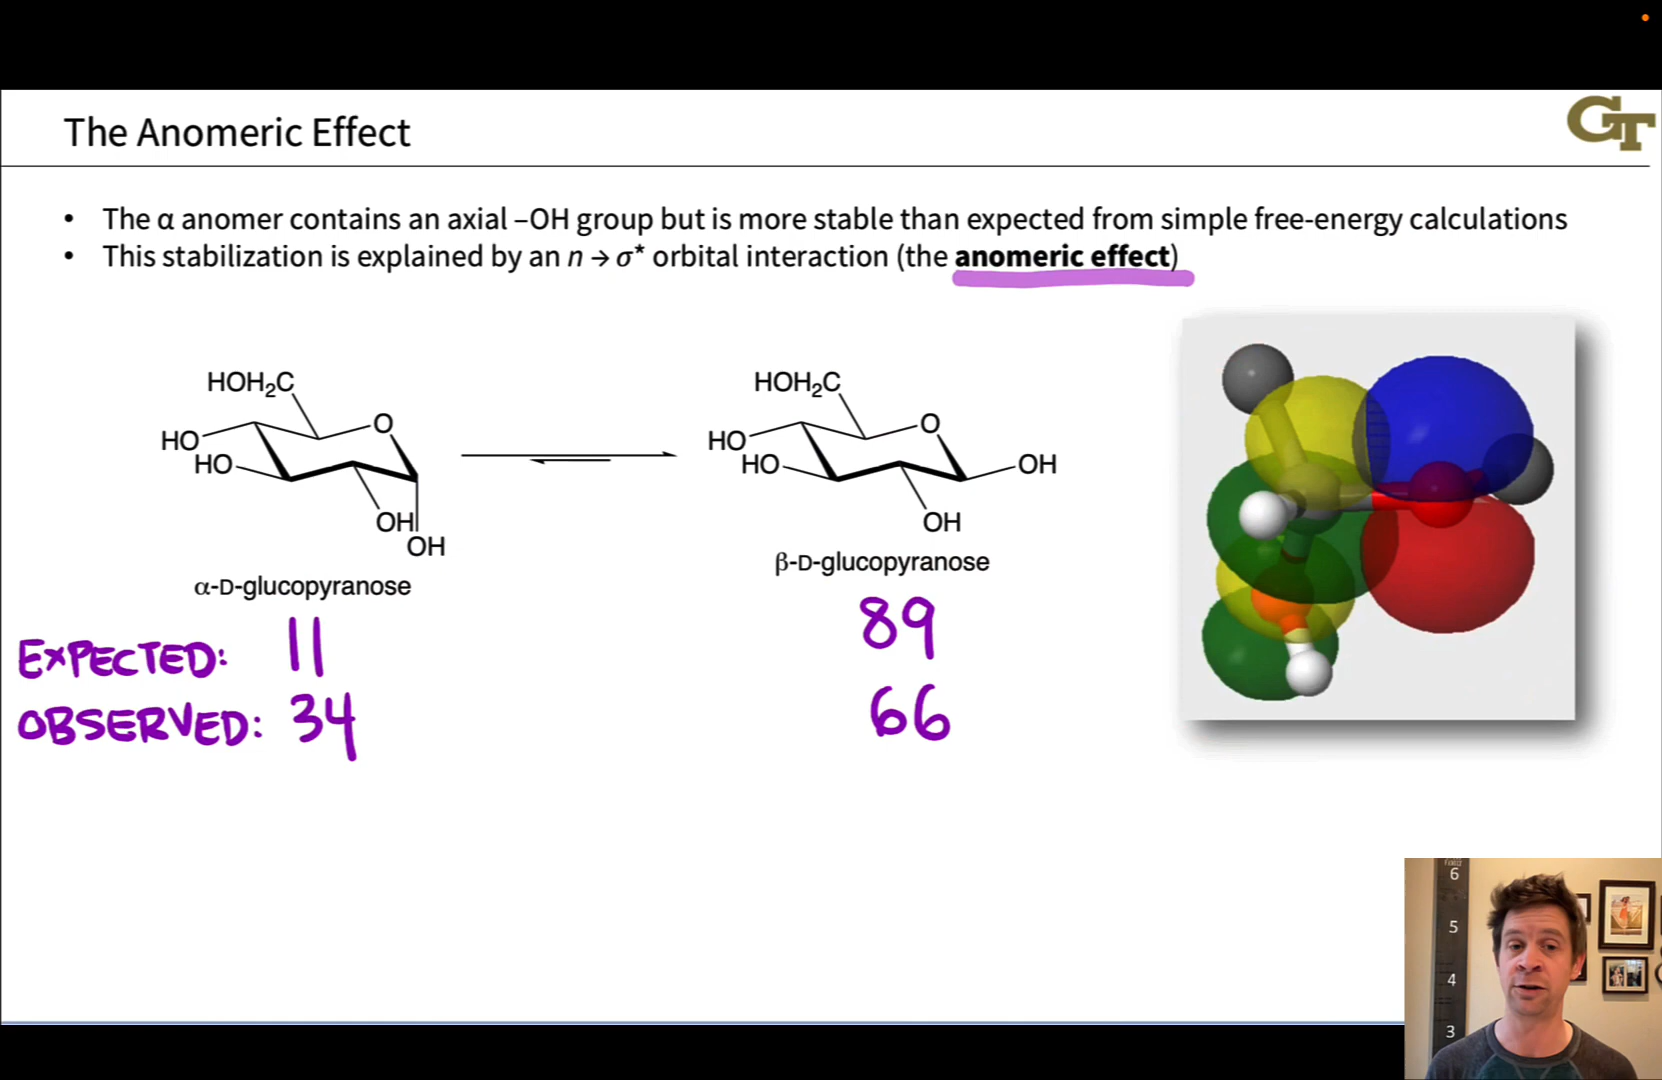 The Anomeric Effect
GT
• The α anomer contains an axial –OH group but is more stable than expected from simple free-energy calculations
• This stabilization is explained by an n → σ* orbital interaction (the anomeric effect)
HOH₂C
O
HO
HO
OH
OH
α-D-glucopyranose
HOH₂C
O
HO
HO
OH
OH
β-D-glucopyranose
EXPECTED: 11 89
OBSERVED: 34 66
6
5
4
3